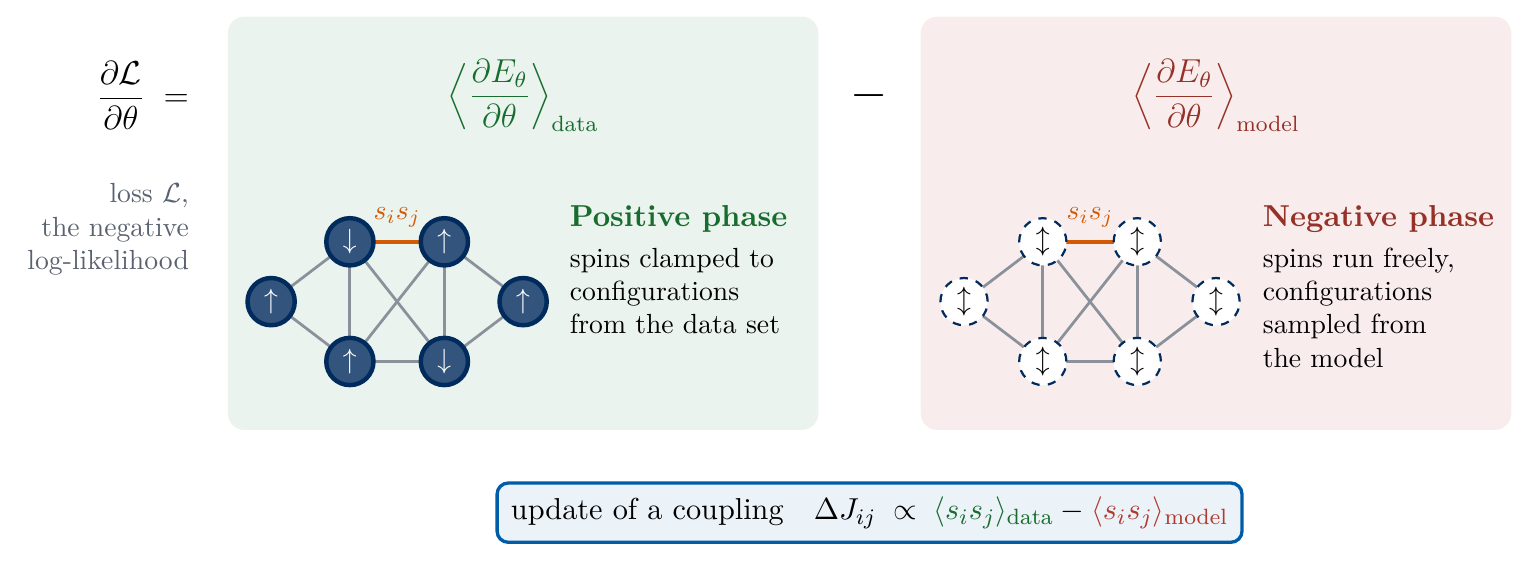 ∂ℒ/∂θ = ⟨∂E_θ/∂θ⟩_data − ⟨∂E_θ/∂θ⟩_model
loss ℒ,
the negative
log-likelihood
s_i s_j
↓ ↑
↑ ↑
↑ ↓
Positive phase
spins clamped to
configurations
from the data set
s_i s_j
↕ ↕
↕ ↕
↕ ↕
Negative phase
spins run freely,
configurations
sampled from
the model
update of a coupling ΔJ_ij ∝ ⟨s_i s_j⟩_data − ⟨s_i s_j⟩_model